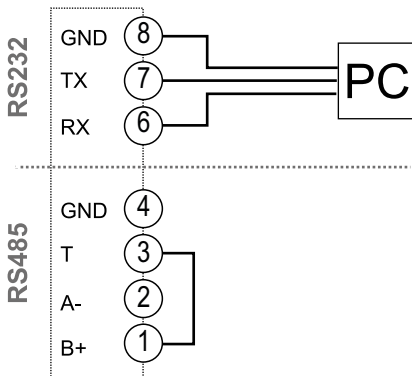 RS232
GND 8
TX 7
RX 6
PC
RS485
GND 4
T 3
A- 2
B+ 1